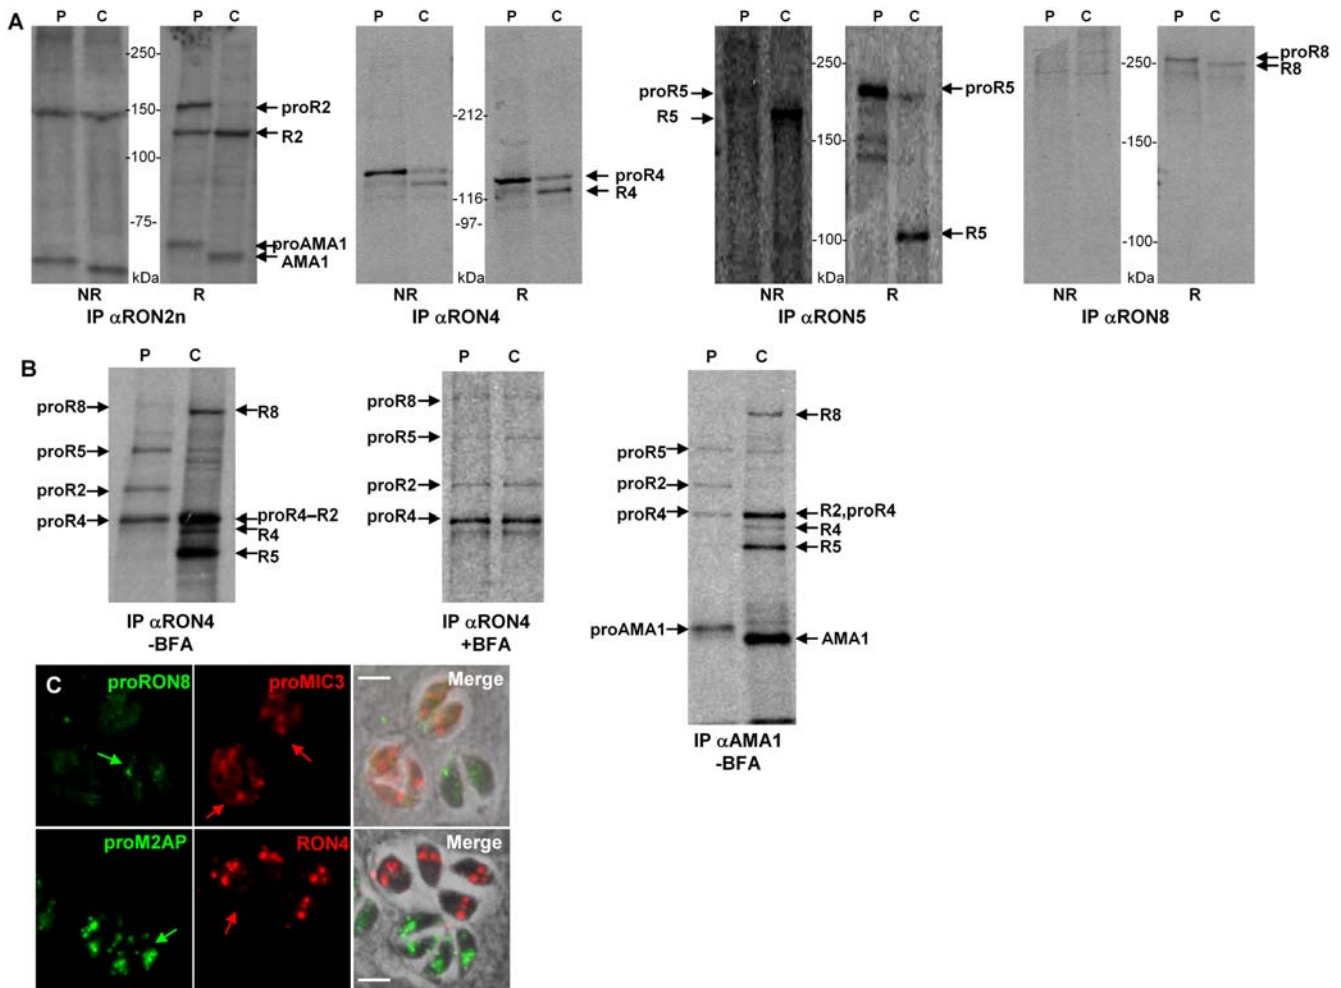 A
P C P C P C P C P C P C P C P C
-250-
-150-
-100-
-75-
kDa
proR2
R2
proAMA1
AMA1
NR R
IP αRON2n
-212-
-116-
-97-
kDa
proR4
R4
NR R
IP αRON4
proR5
R5
-250-
-150-
100-
kDa
proR5
R5
NR R
IP αRON5
-250-
-150-
-100-
kDa
proR8
R8
NR R
IP αRON8
B
P C
proR8
proR5
proR2
proR4
R8
proR4–R2
R4
R5
IP αRON4
-BFA
P C
proR8
proR5
proR2
proR4
IP αRON4
+BFA
P C
proR5
proR2
proR4
proAMA1
R8
R2,proR4
R4
R5
AMA1
IP αAMA1
-BFA
C
proRON8 proMIC3 Merge
proM2AP RON4 Merge